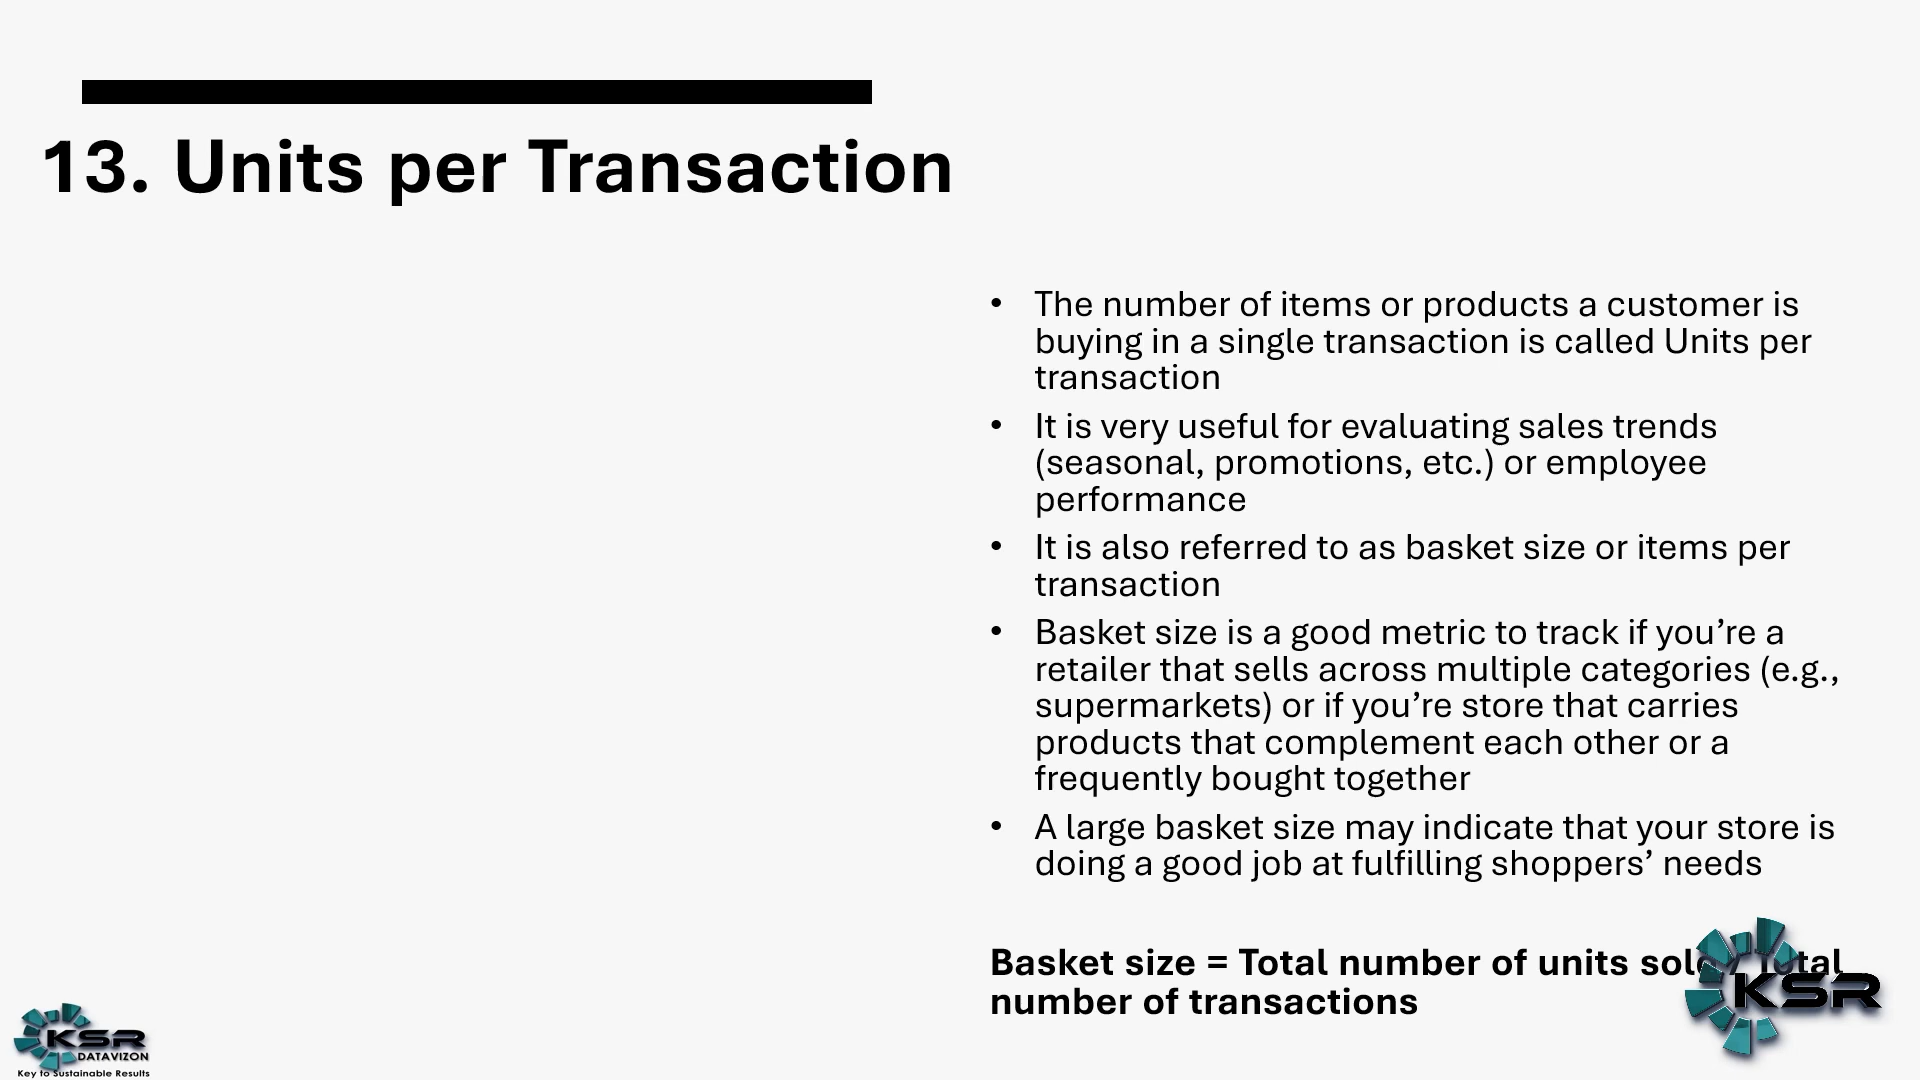 13. Units per Transaction
• The number of items or products a customer is
buying in a single transaction is called Units per
transaction
• It is very useful for evaluating sales trends
(seasonal, promotions, etc.) or employee
performance
• It is also referred to as basket size or items per
transaction
• Basket size is a good metric to track if you’re a
retailer that sells across multiple categories (e.g.,
supermarkets) or if you’re store that carries
products that complement each other or a
frequently bought together
• A large basket size may indicate that your store is
doing a good job at fulfilling shoppers’ needs
Basket size = Total number of units sold / Total
number of transactions
KSR
KSR
DATAVIZON
Key to Sustainable Results